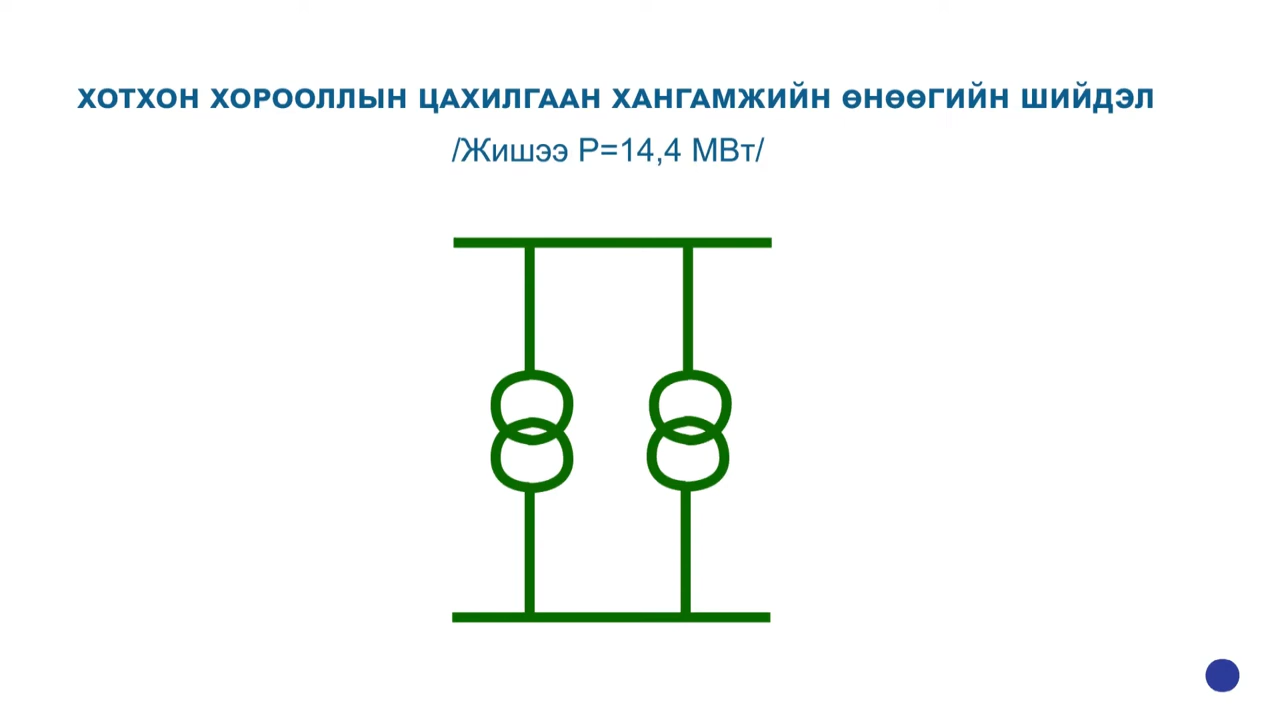 ХОТХОН ХОРООЛЛЫН ЦАХИЛГААН ХАНГАМЖИЙН ӨНӨӨГИЙН ШИЙДЭЛ
/Жишээ P=14,4 МВт/